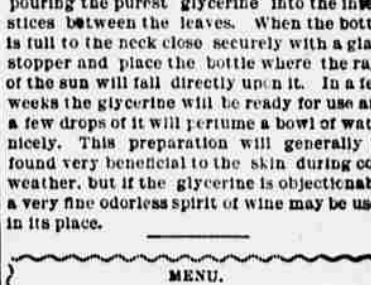 pouring the purest glycerine into the inte
stices between the leaves. When the bott
is full to the neck close securely with a gla
stopper and place the bottle where the ra
of the sun will fall directly upon it. In a fe
weeks the glycerine will be ready for use a
a few drops of it will perfume a bowl of wat
nicely. This preparation will generally
found very beneficial to the skin during co
weather, but if the glycerine is objectionab
a very fine odorless spirit of wine may be us
in its place.
MENU.